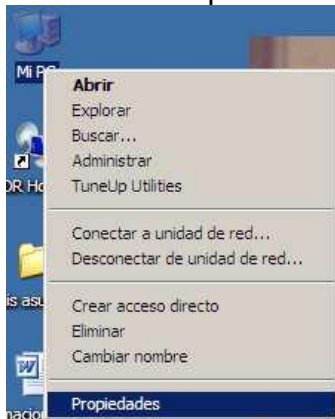 Mi PC
Abrir
Explorar
Buscar...
Administrar
TuneUp Utilities
Conectar a unidad de red...
Desconectar de unidad de red...
Crear acceso directo
Eliminar
Cambiar nombre
Propiedades